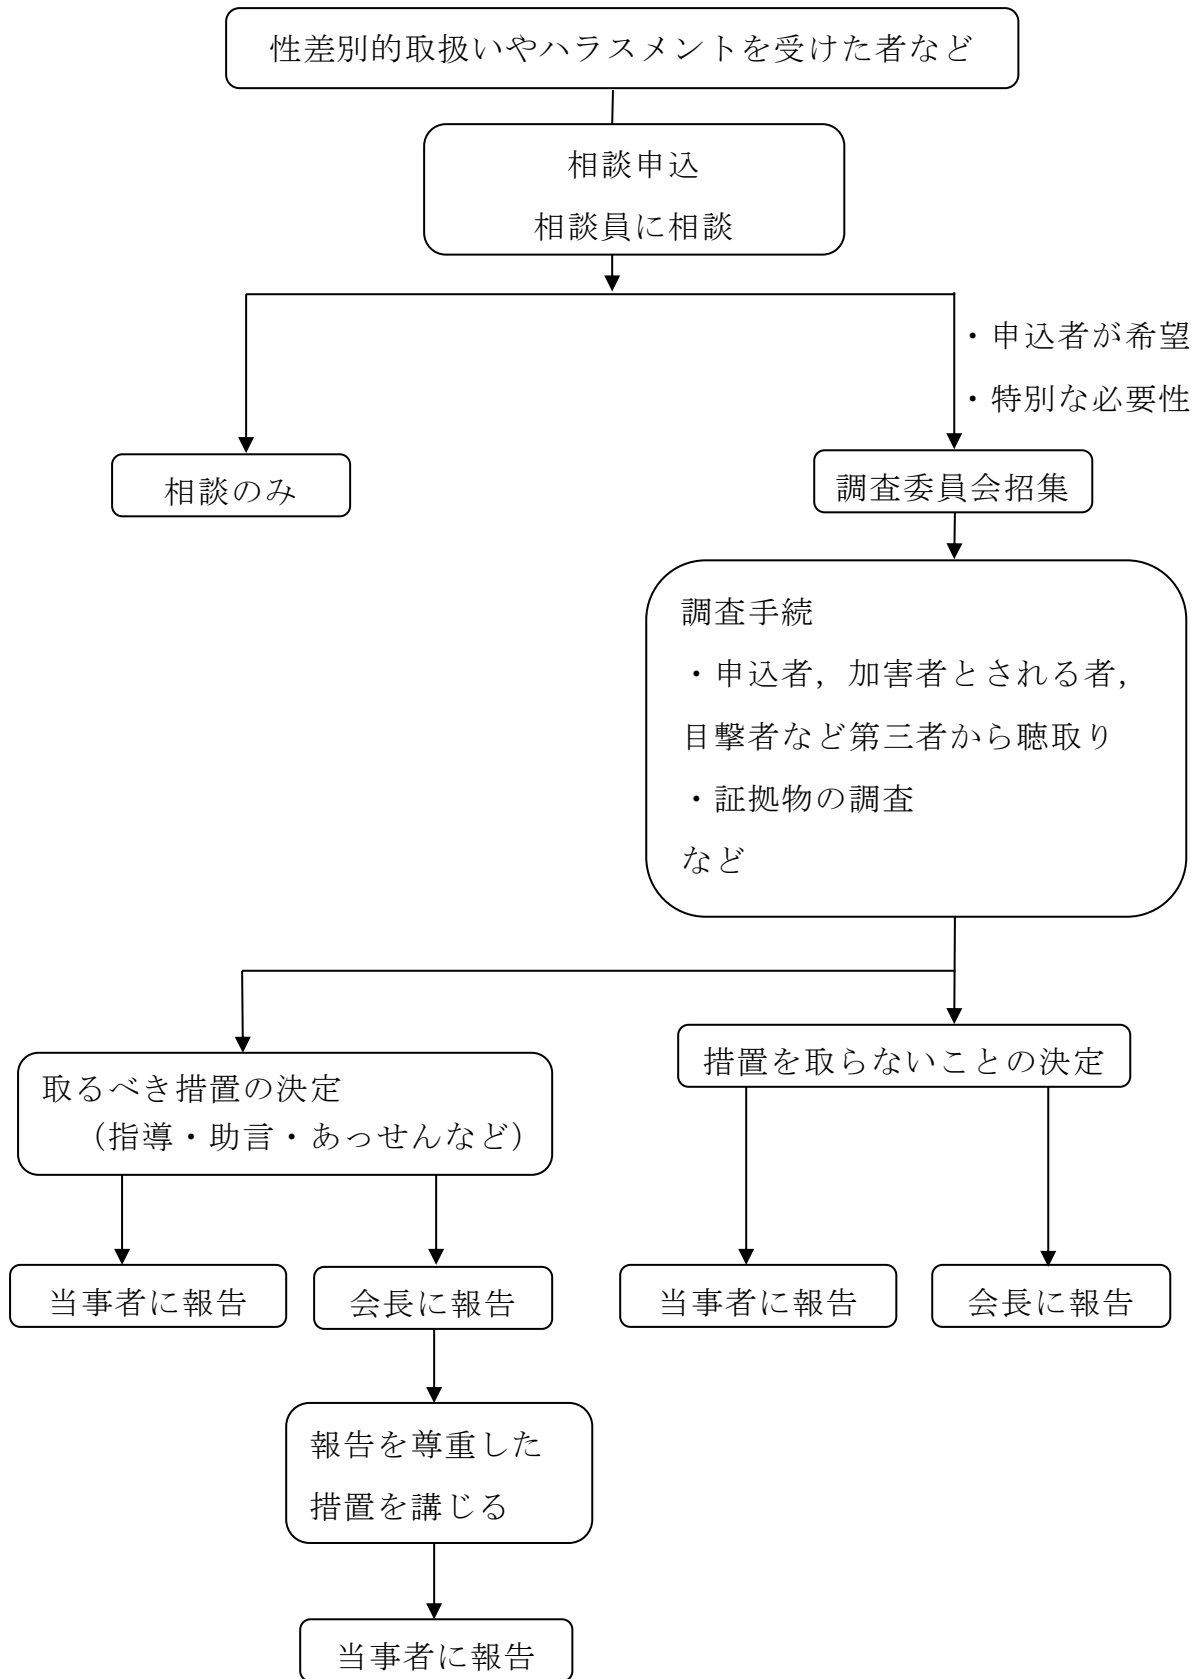 性差別的取扱いやハラスメントを受けた者など
相談申込
相談員に相談
・申込者が希望
・特別な必要性
相談のみ
調査委員会招集
調査手続
・申込者，加害者とされる者，
目撃者など第三者から聴取り
・証拠物の調査
など
取るべき措置の決定
（指導・助言・あっせんなど）
措置を取らないことの決定
当事者に報告
会長に報告
当事者に報告
会長に報告
報告を尊重した
措置を講じる
当事者に報告